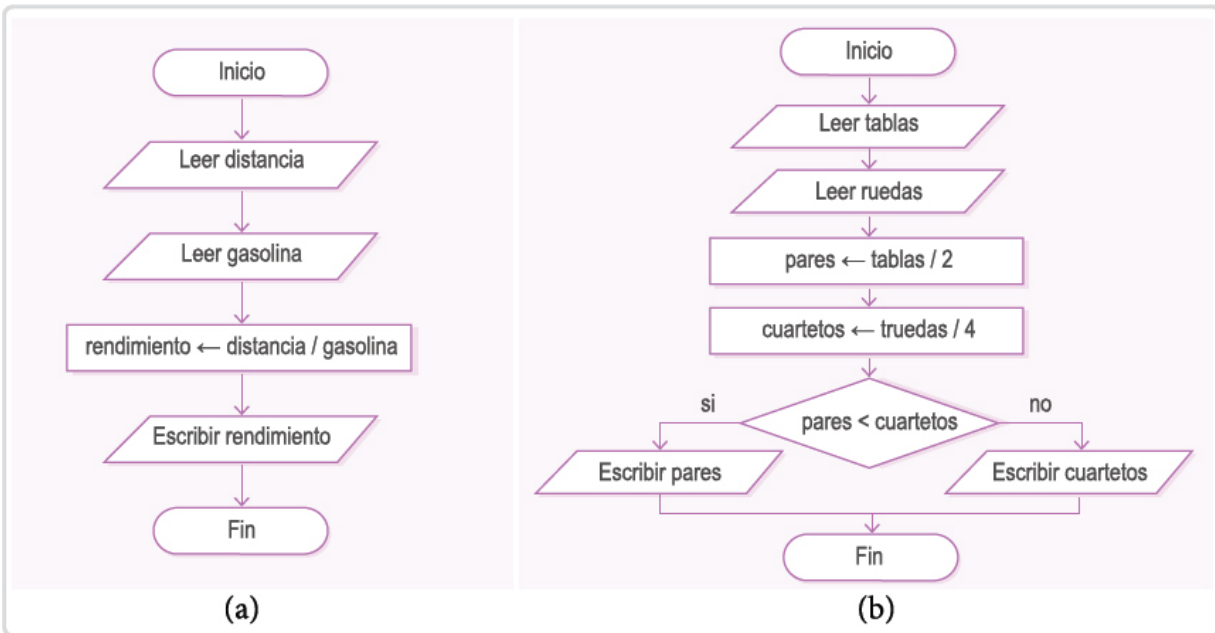 Inicio
Leer distancia
Leer gasolina
rendimiento ← distancia / gasolina
Escribir rendimiento
Fin
(a)
Inicio
Leer tablas
Leer ruedas
pares ← tablas / 2
cuartetos ← truedas / 4
si
pares < cuartetos
no
Escribir pares
Escribir cuartetos
Fin
(b)